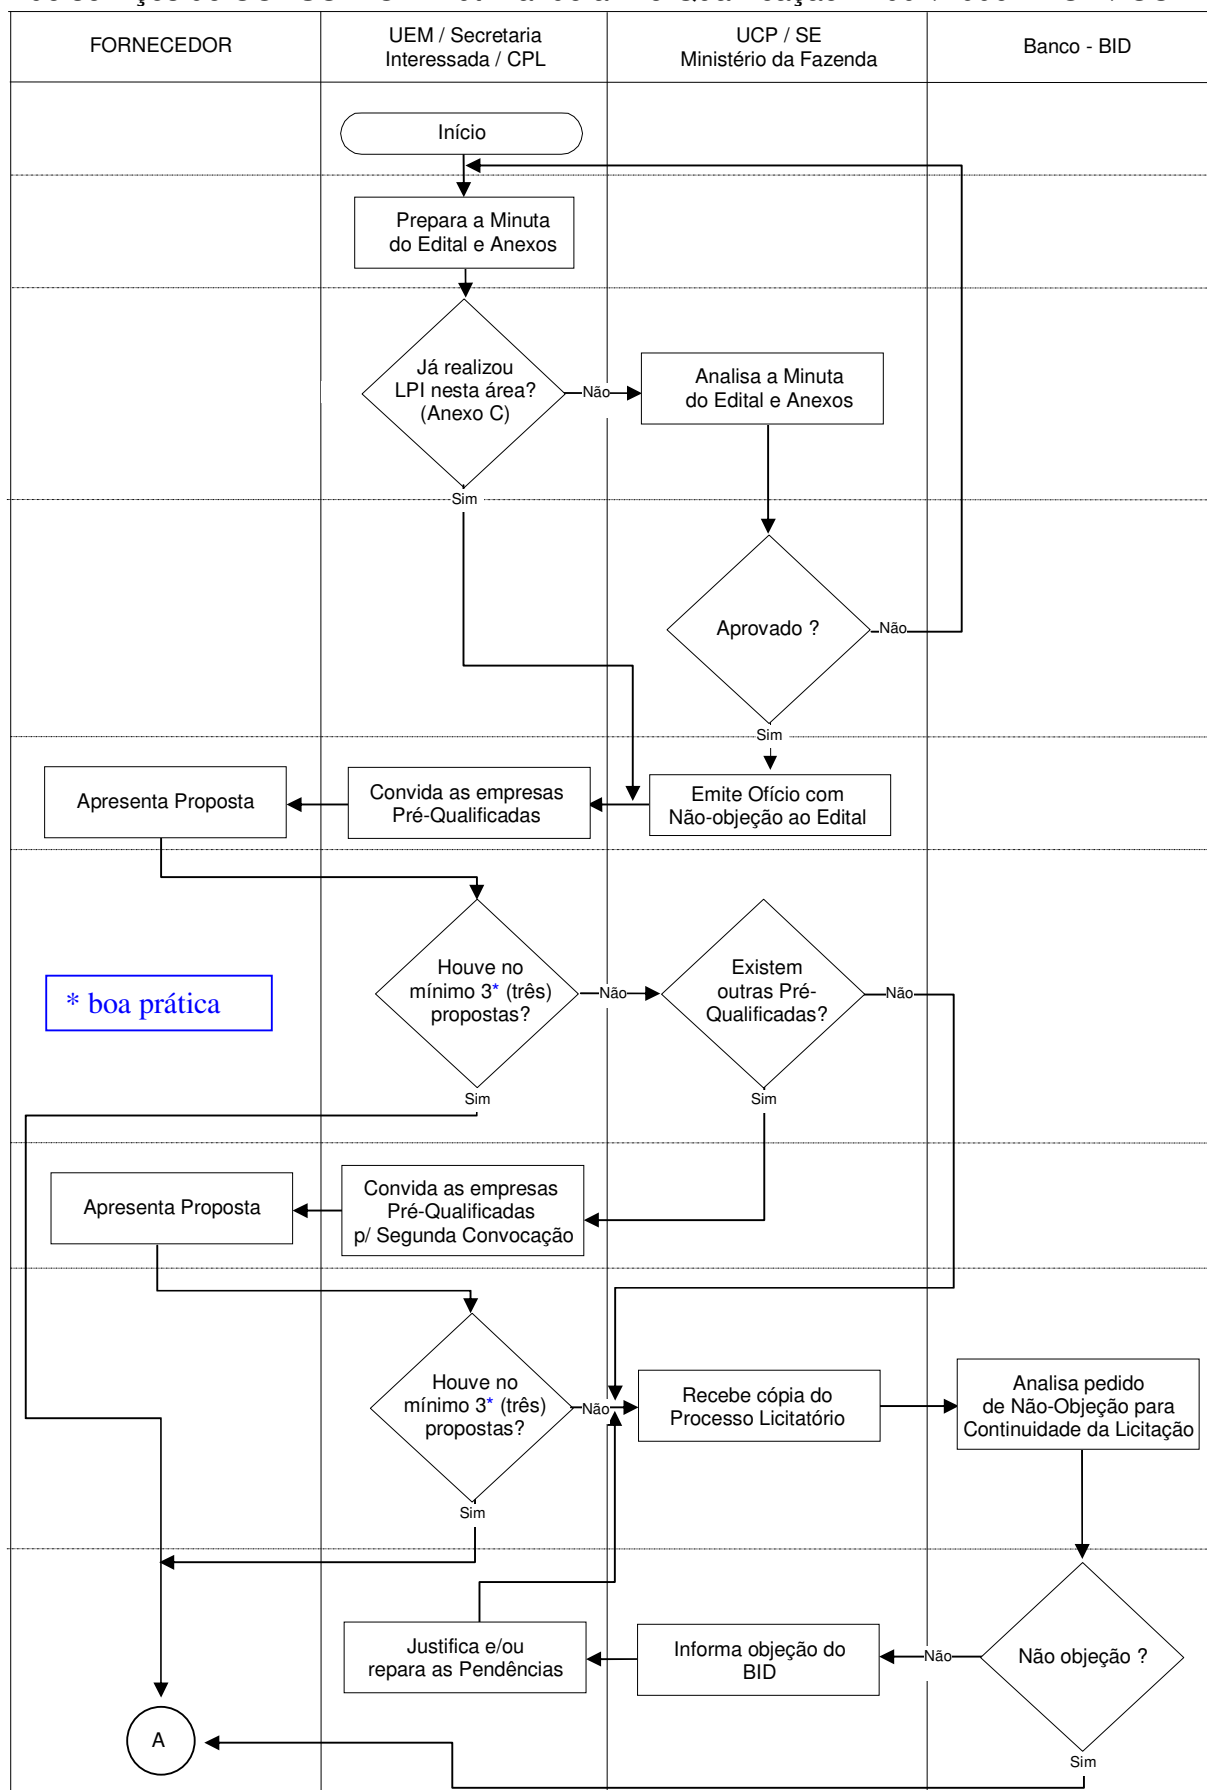 FORNECEDOR
UEM / Secretaria
Interessada / CPL
UCP / SE
Ministério da Fazenda
Banco - BID
Início
Prepara a Minuta
do Edital e Anexos
Já realizou
LPI nesta área?
(Anexo C)
Não
Analisa a Minuta
do Edital e Anexos
Sim
Aprovado ?
Não
Sim
Apresenta Proposta
Convida as empresas
Pré-Qualificadas
Emite Ofício com
Não-objeção ao Edital
* boa prática
Houve no
mínimo 3* (três)
propostas?
Não
Existem
outras Pré-
Qualificadas?
Não
Sim
Sim
Apresenta Proposta
Convida as empresas
Pré-Qualificadas
p/ Segunda Convocação
Houve no
mínimo 3* (três)
propostas?
Não
Recebe cópia do
Processo Licitatório
Analisa pedido
de Não-Objeção para
Continuidade da Licitação
Sim
Justifica e/ou
repara as Pendências
Informa objeção do
BID
Não
Não objeção ?
A
Sim